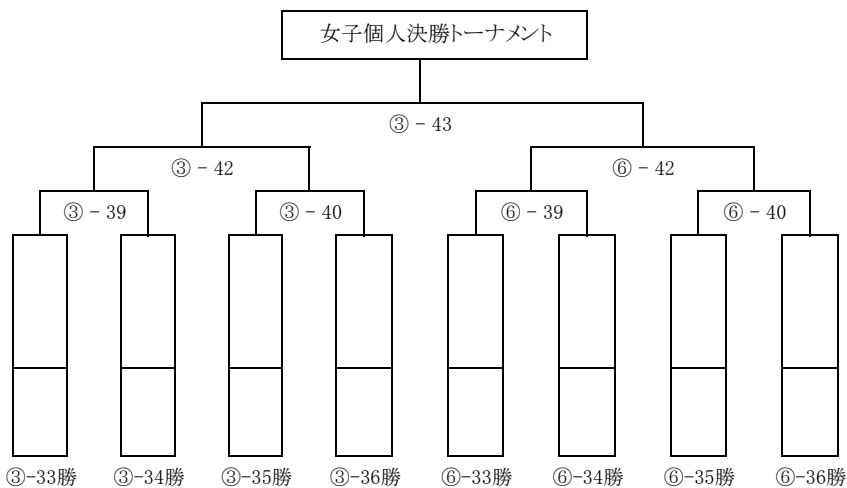 女子個人決勝トーナメント
③－43
③－42
⑥－42
③－39
③－40
⑥－39
⑥－40
③-33勝
③-34勝
③-35勝
③-36勝
⑥-33勝
⑥-34勝
⑥-35勝
⑥-36勝